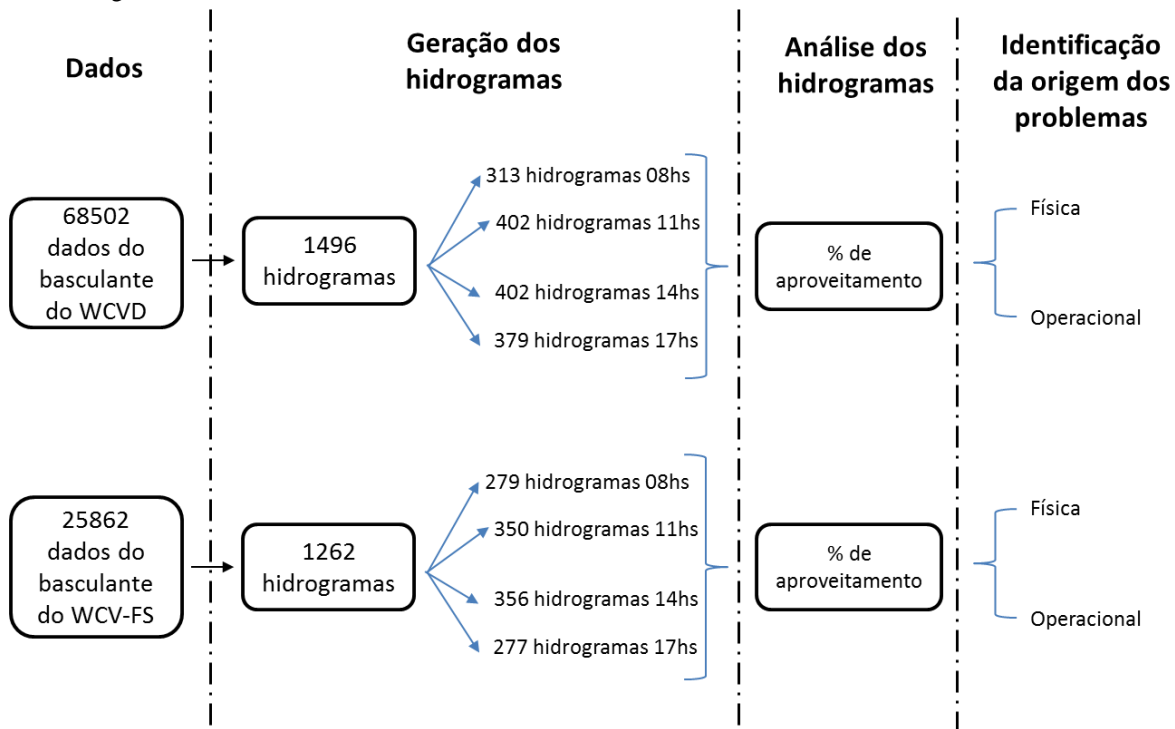 Dados
Geração dos
hidrogramas
Análise dos
hidrogramas
Identificação
da origem dos
problemas
68502
dados do
basculante
do WCVD
1496
hidrogramas
313 hidrogramas 08hs
402 hidrogramas 11hs
402 hidrogramas 14hs
379 hidrogramas 17hs
% de
aproveitamento
Física
Operacional
25862
dados do
basculante
do WCV-FS
1262
hidrogramas
279 hidrogramas 08hs
350 hidrogramas 11hs
356 hidrogramas 14hs
277 hidrogramas 17hs
% de
aproveitamento
Física
Operacional